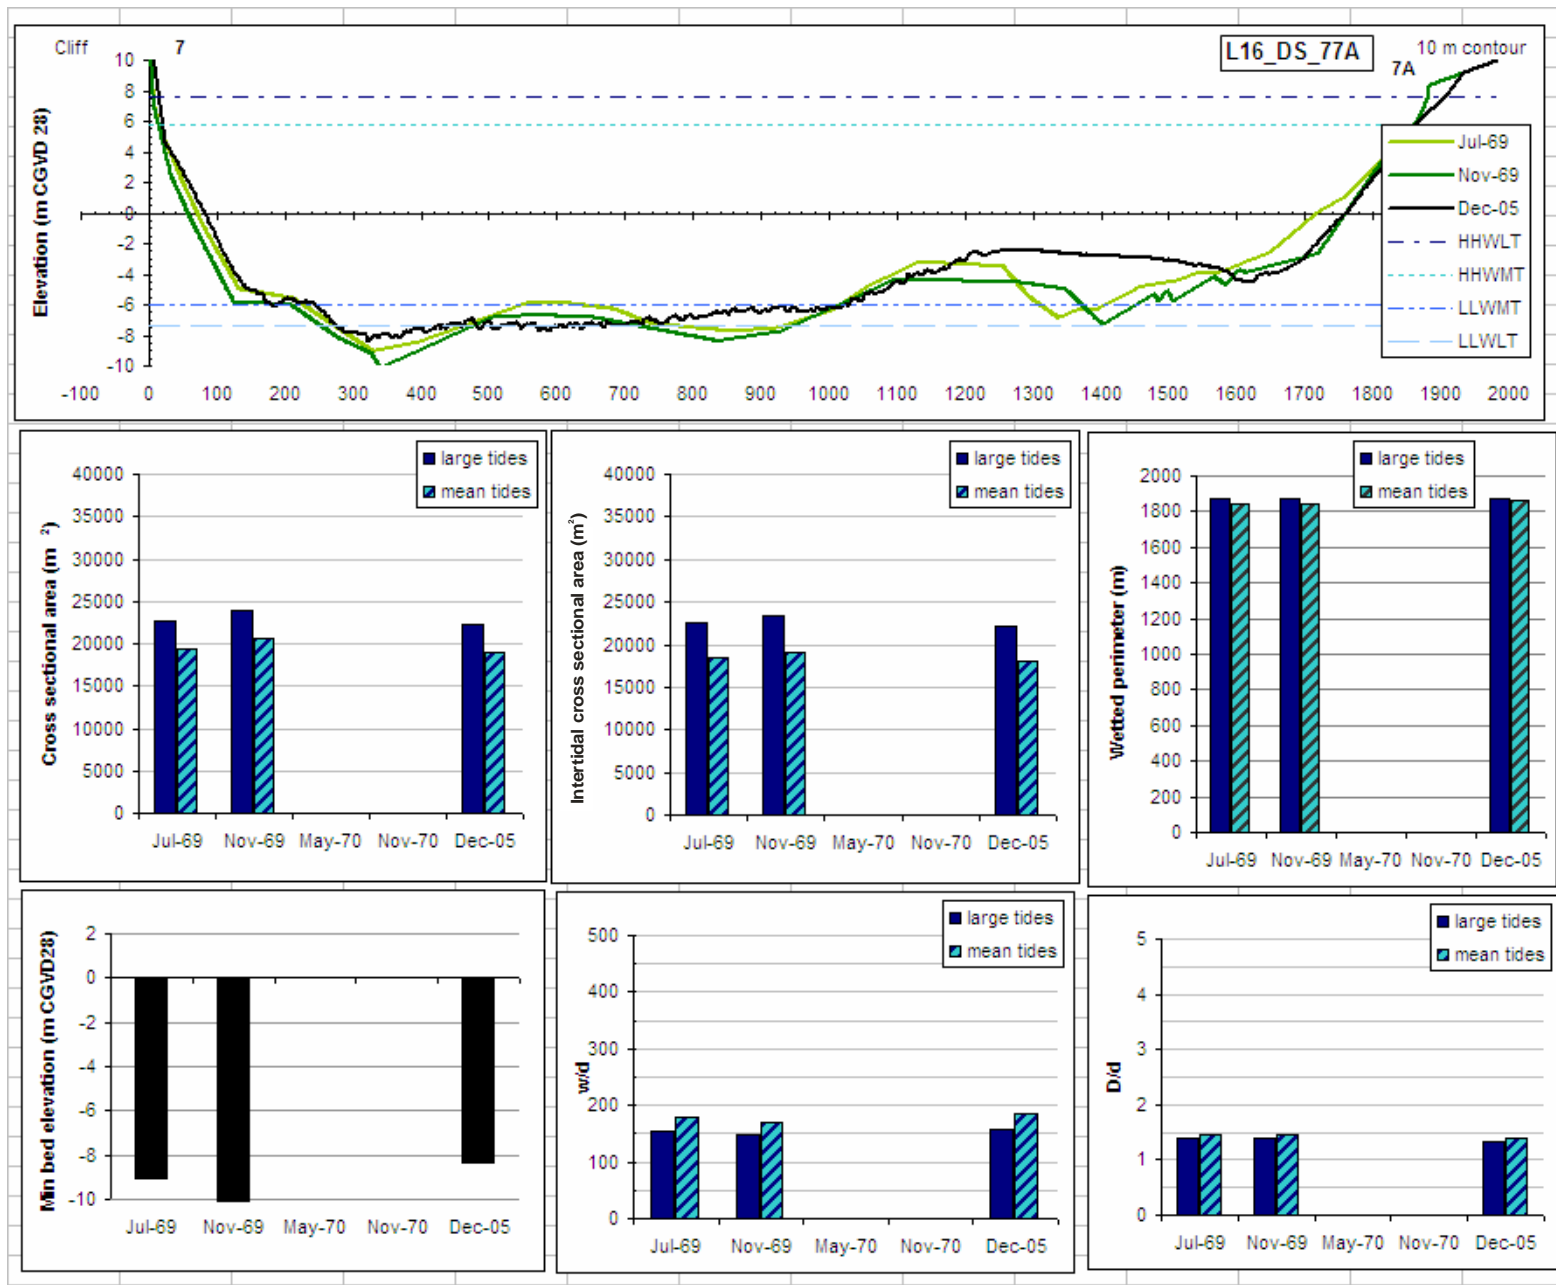 Cliff
7
L16_DS_77A
10 m contour
7A
Elevation (m CGVD 28)
10
8
6
4
2
0
-2
-4
-6
-8
-10
-100 0 100 200 300 400 500 600 700 800 900 1000 1100 1200 1300 1400 1500 1600 1700 1800 1900 2000
Jul-69
Nov-69
Dec-05
HHWLT
HHWMT
LLWMT
LLWLT
large tides
mean tides
Cross sectional area (m 2)
40000
35000
30000
25000
20000
15000
10000
5000
0
Jul-69 Nov-69 May-70 Nov-70 Dec-05
large tides
mean tides
Intertidal cross sectional area (m²)
40000
35000
30000
25000
20000
15000
10000
5000
0
Jul-69 Nov-69 May-70 Nov-70 Dec-05
large tides
mean tides
Wetted perimeter (m)
2000
1800
1600
1400
1200
1000
800
600
400
200
0
Jul-69 Nov-69 May-70 Nov-70 Dec-05
Min bed elevation (m CGVD28)
2
0
-2
-4
-6
-8
-10
Jul-69 Nov-69 May-70 Nov-70 Dec-05
large tides
mean tides
w/d
500
400
300
200
100
0
Jul-69 Nov-69 May-70 Nov-70 Dec-05
large tides
mean tides
D/d
5
4
3
2
1
0
Jul-69 Nov-69 May-70 Nov-70 Dec-05